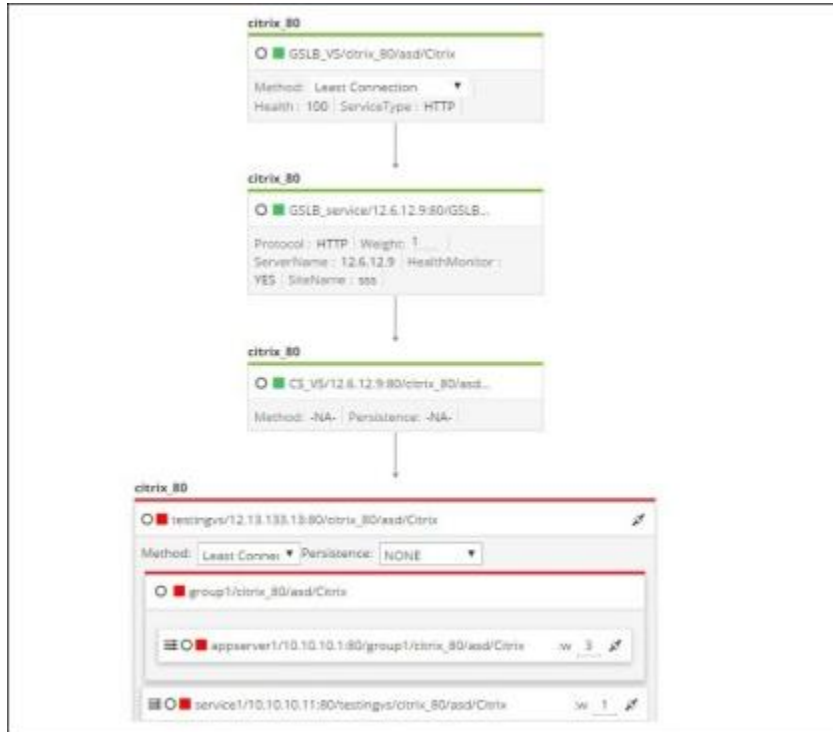 citrix_80
GSLB_VS/citrix_80/asd/Citrix
Method: Least Connection
Health : 100 ServiceType : HTTP
citrix_80
GSLB_service/12.6.12.9:80/GSLB...
Protocol : HTTP Weight: 1
ServerName : 12.6.12.9 HealthMonitor :
YES SiteName : sss
citrix_80
CS_VS/12.6.12.9:80/citrix_80/asd...
Method: -NA- Persistence: -NA-
citrix_80
testingvs/12.13.133.13:80/citrix_80/asd/Citrix
Method: Least Connec Persistence: NONE
group1/citrix_80/asd/Citrix
appserver1/10.10.10.1:80/group1/citrix_80/asd/Citrix :w 3
service1/10.10.10.11:80/testingvs/citrix_80/asd/Citrix :w 1